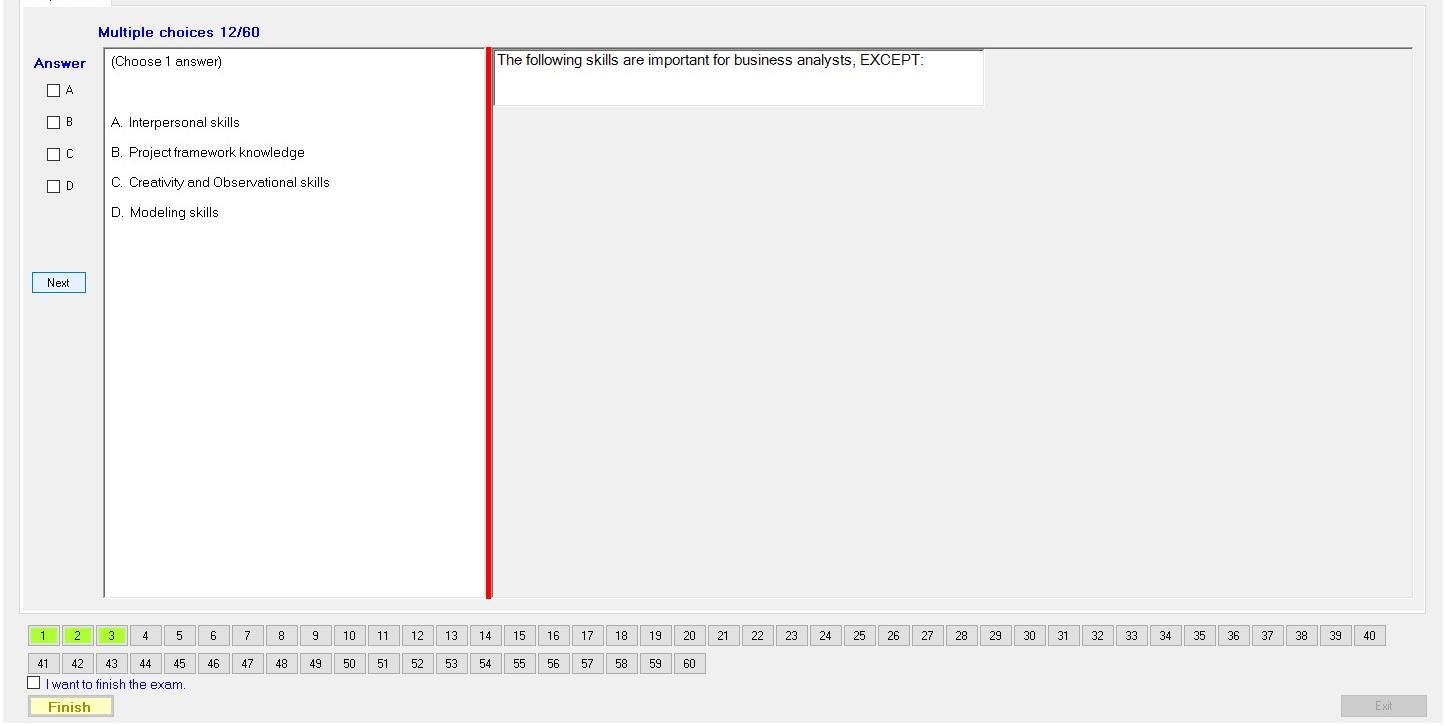 Multiple choices 12/60
Answer
A
B
C
D
Next
(Choose 1 answer)
A. Interpersonal skills
B. Project framework knowledge
C. Creativity and Observational skills
D. Modeling skills
The following skills are important for business analysts, EXCEPT:
1 2 3 4 5 6 7 8 9 10 11 12 13 14 15 16 17 18 19 20 21 22 23 24 25 26 27 28 29 30 31 32 33 34 35 36 37 38 39 40
41 42 43 44 45 46 47 48 49 50 51 52 53 54 55 56 57 58 59 60
I want to finish the exam.
Finish
Exit